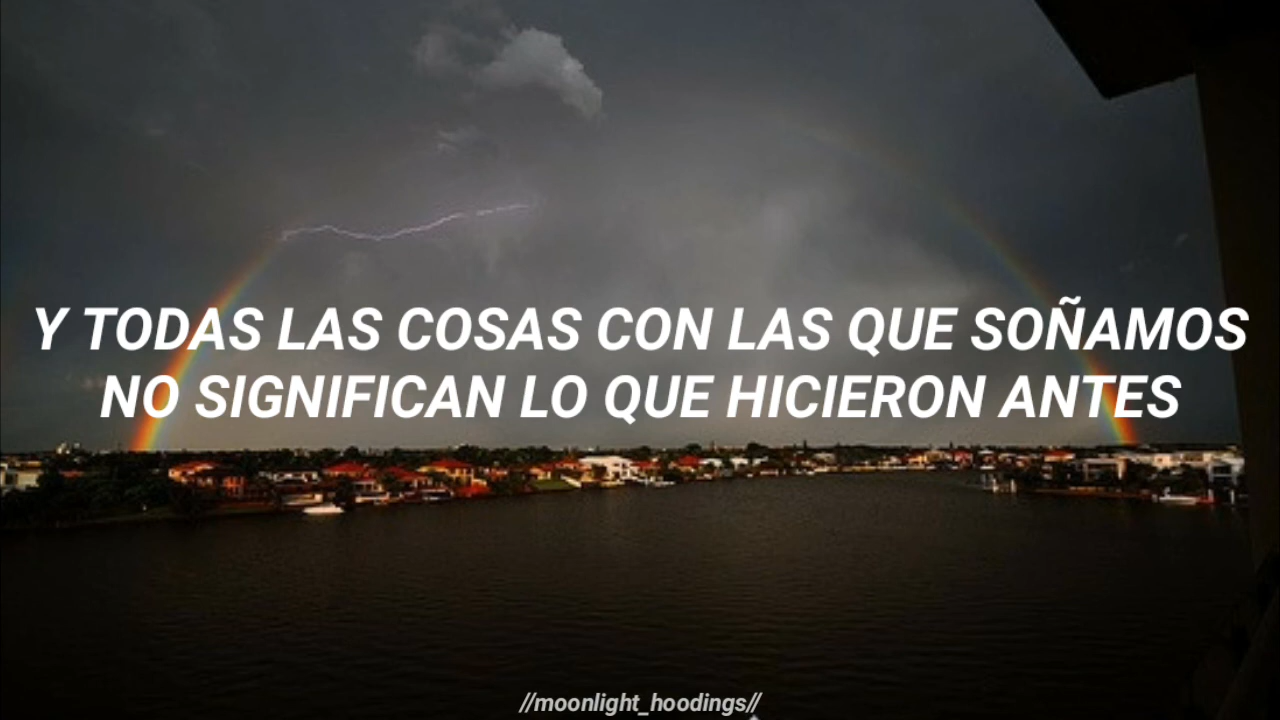 Y TODAS LAS COSAS CON LAS QUE SOÑAMOS
NO SIGNIFICAN LO QUE HICIERON ANTES
//moonlight_hoodings//